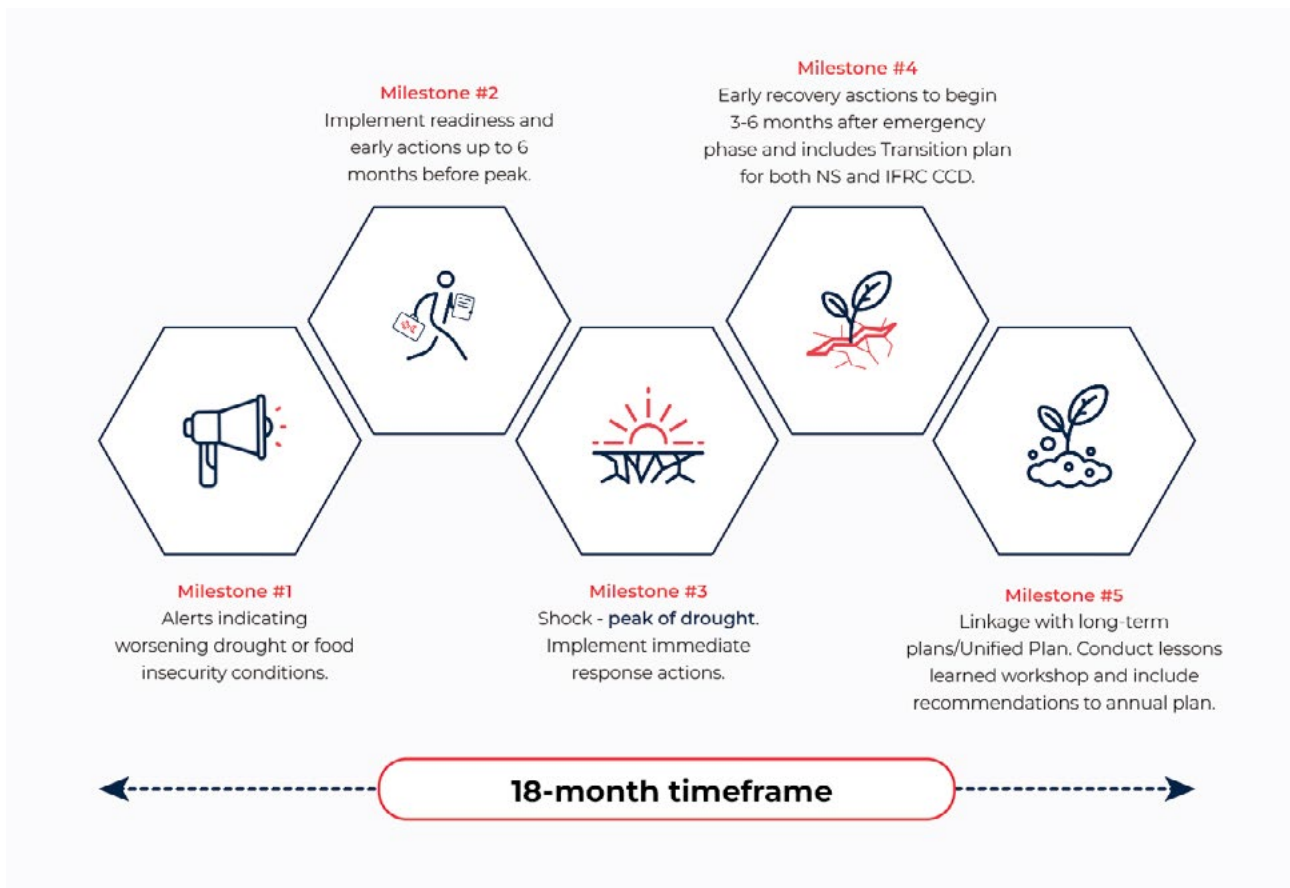 Milestone #1
Alerts indicating
worsening drought or food
insecurity conditions.
Milestone #2
Implement readiness and
early actions up to 6
months before peak.
Milestone #3
Shock - peak of drought.
Implement immediate
response actions.
Milestone #4
Early recovery asctions to begin
3-6 months after emergency
phase and includes Transition plan
for both NS and IFRC CCD.
Milestone #5
Linkage with long-term
plans/Unified Plan. Conduct lessons
learned workshop and include
recommendations to annual plan.
18-month timeframe